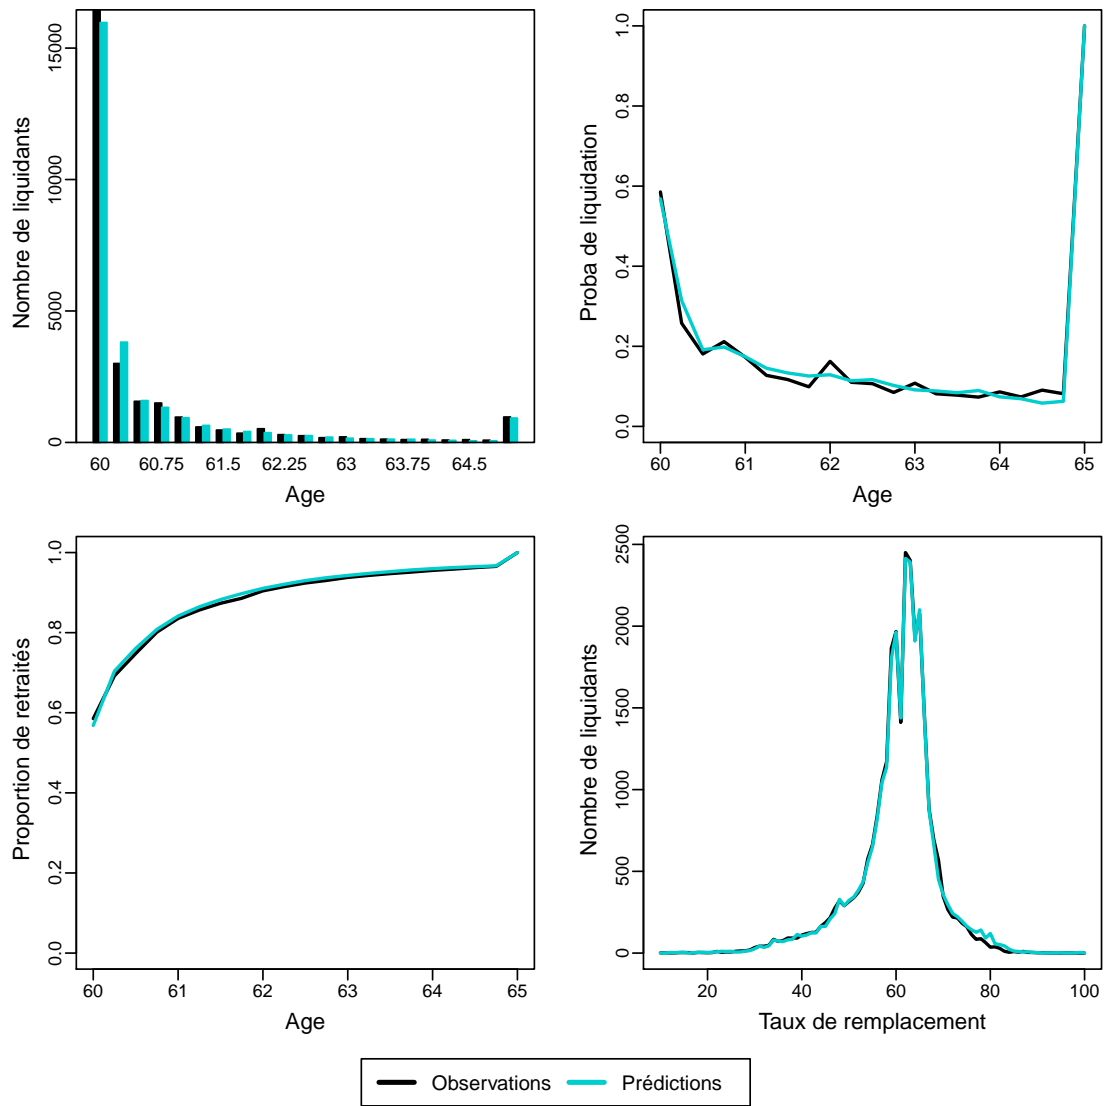 Nombre de liquidants
15000
10000
5000
0
60 60.75 61.5 62.25 63 63.75 64.5
Age
Proba de liquidation
1.0
0.8
0.6
0.4
0.2
0.0
60 61 62 63 64 65
Age
Proportion de retraités
1.0
0.8
0.6
0.4
0.2
0.0
60 61 62 63 64 65
Age
Nombre de liquidants
2500
2000
1500
1000
500
0
20 40 60 80 100
Taux de remplacement
Observations Prédictions